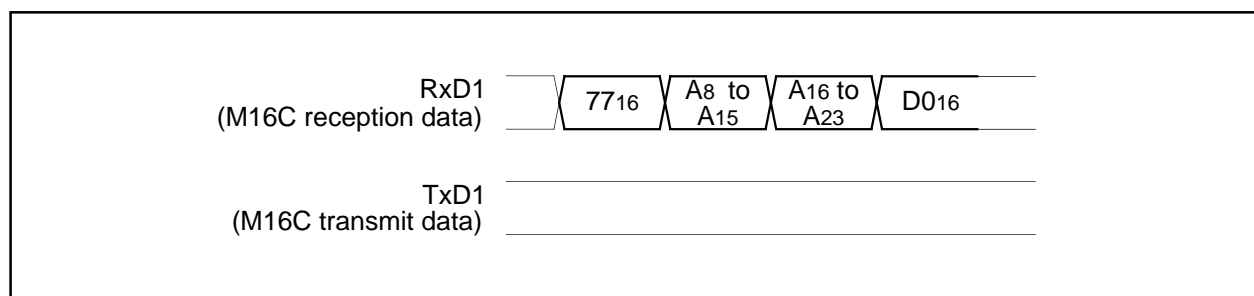 RxD1
(M16C reception data)
7716
A8 to
A15
A16 to
A23
D016
TxD1
(M16C transmit data)